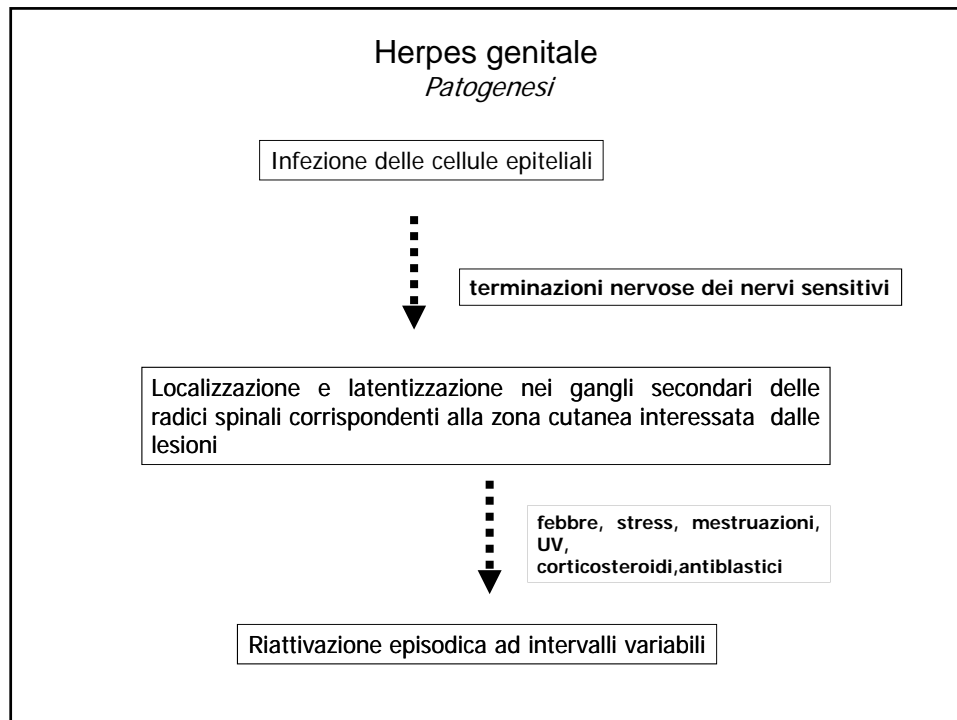 Herpes genitale
Patogenesi
Infezione delle cellule epiteliali
terminazioni nervose dei nervi sensitivi
Localizzazione e latentizzazione nei gangli secondari delle
radici spinali corrispondenti alla zona cutanea interessata dalle
lesioni
febbre, stress, mestruazioni,
UV,
corticosteroidi,antiblastici
Riattivazione episodica ad intervalli variabili